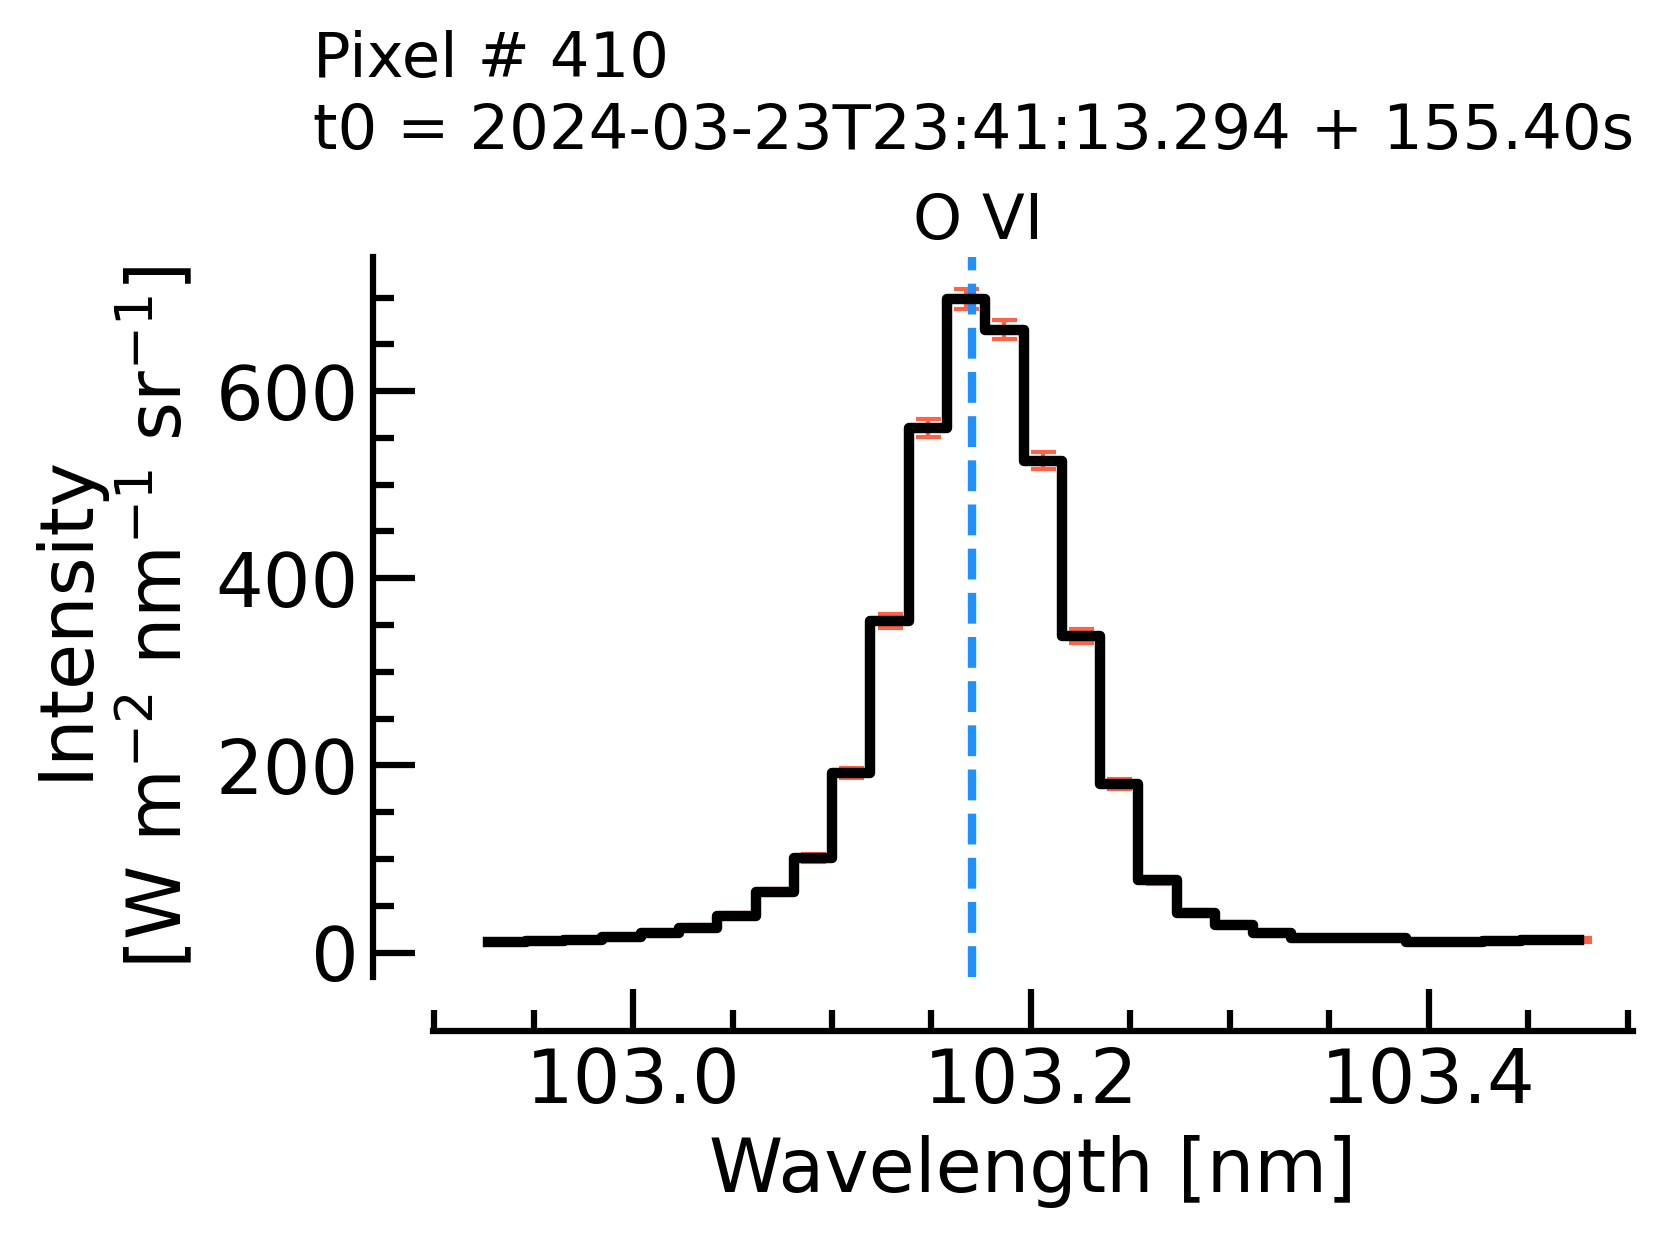 Pixel # 410
t0 = 2024-03-23T23:41:13.294 + 155.40s
O VI
Intensity
[W m⁻² nm⁻¹ sr⁻¹]
600
400
200
0
103.0 103.2 103.4
Wavelength [nm]